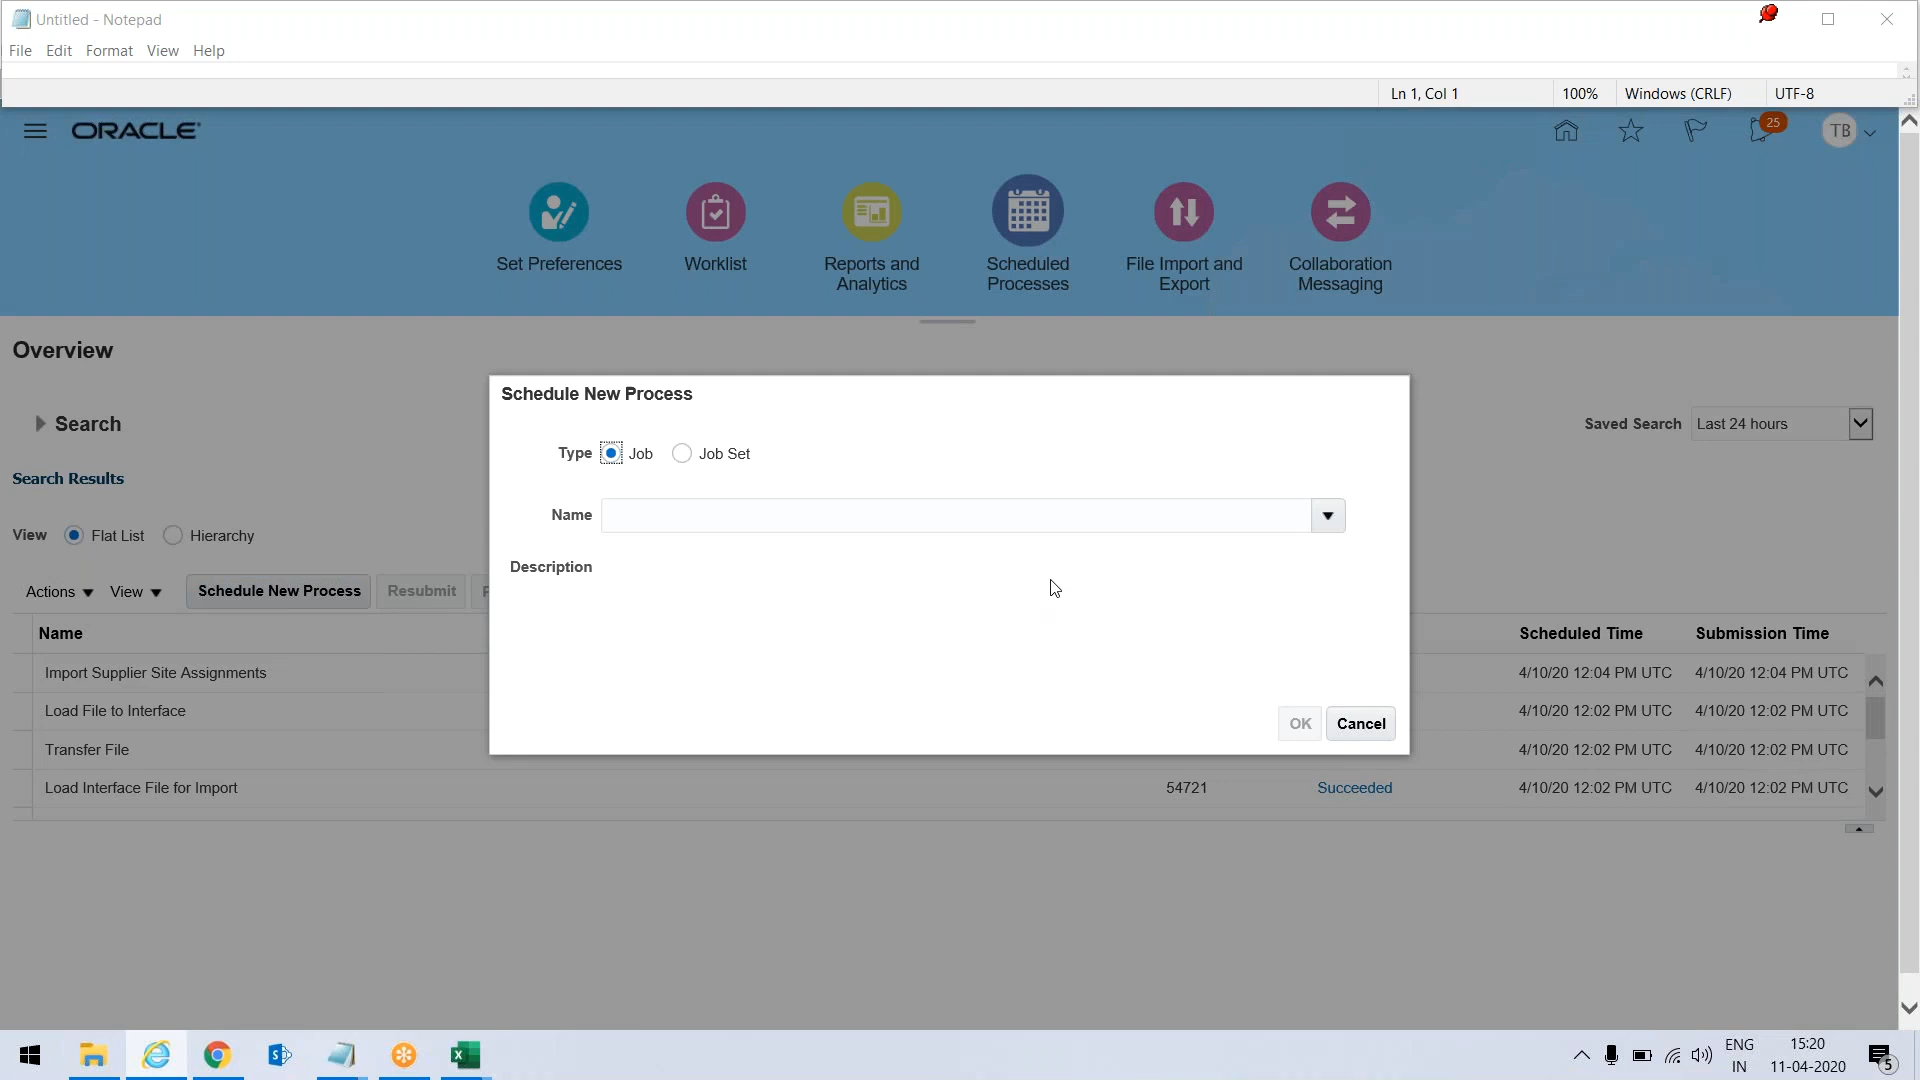 Untitled - Notepad
File Edit Format View Help
Ln 1, Col 1 100% Windows (CRLF) UTF-8
ORACLE
25
TB
Set Preferences
Worklist
Reports and
Analytics
Scheduled
Processes
File Import and
Export
Collaboration
Messaging
Overview
Search
Saved Search Last 24 hours
Search Results
View Flat List Hierarchy
Actions View Schedule New Process Resubmit
Schedule New Process
Type Job Job Set
Name
Description
OK Cancel
Name Scheduled Time Submission Time
Import Supplier Site Assignments 4/10/20 12:04 PM UTC 4/10/20 12:04 PM UTC
Load File to Interface 4/10/20 12:02 PM UTC 4/10/20 12:02 PM UTC
Transfer File 4/10/20 12:02 PM UTC 4/10/20 12:02 PM UTC
Load Interface File for Import 54721 Succeeded 4/10/20 12:02 PM UTC 4/10/20 12:02 PM UTC
ENG
IN
15:20
11-04-2020
5